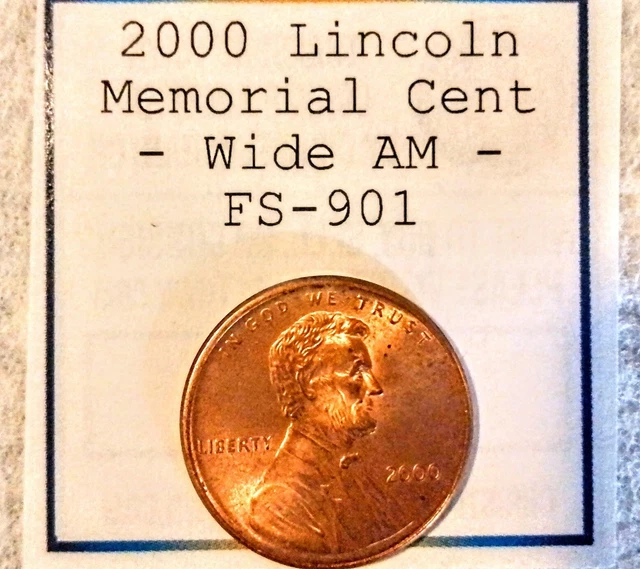 2000 Lincoln
Memorial Cent
- Wide AM -
FS-901
IN GOD WE TRUST
LIBERTY
2000